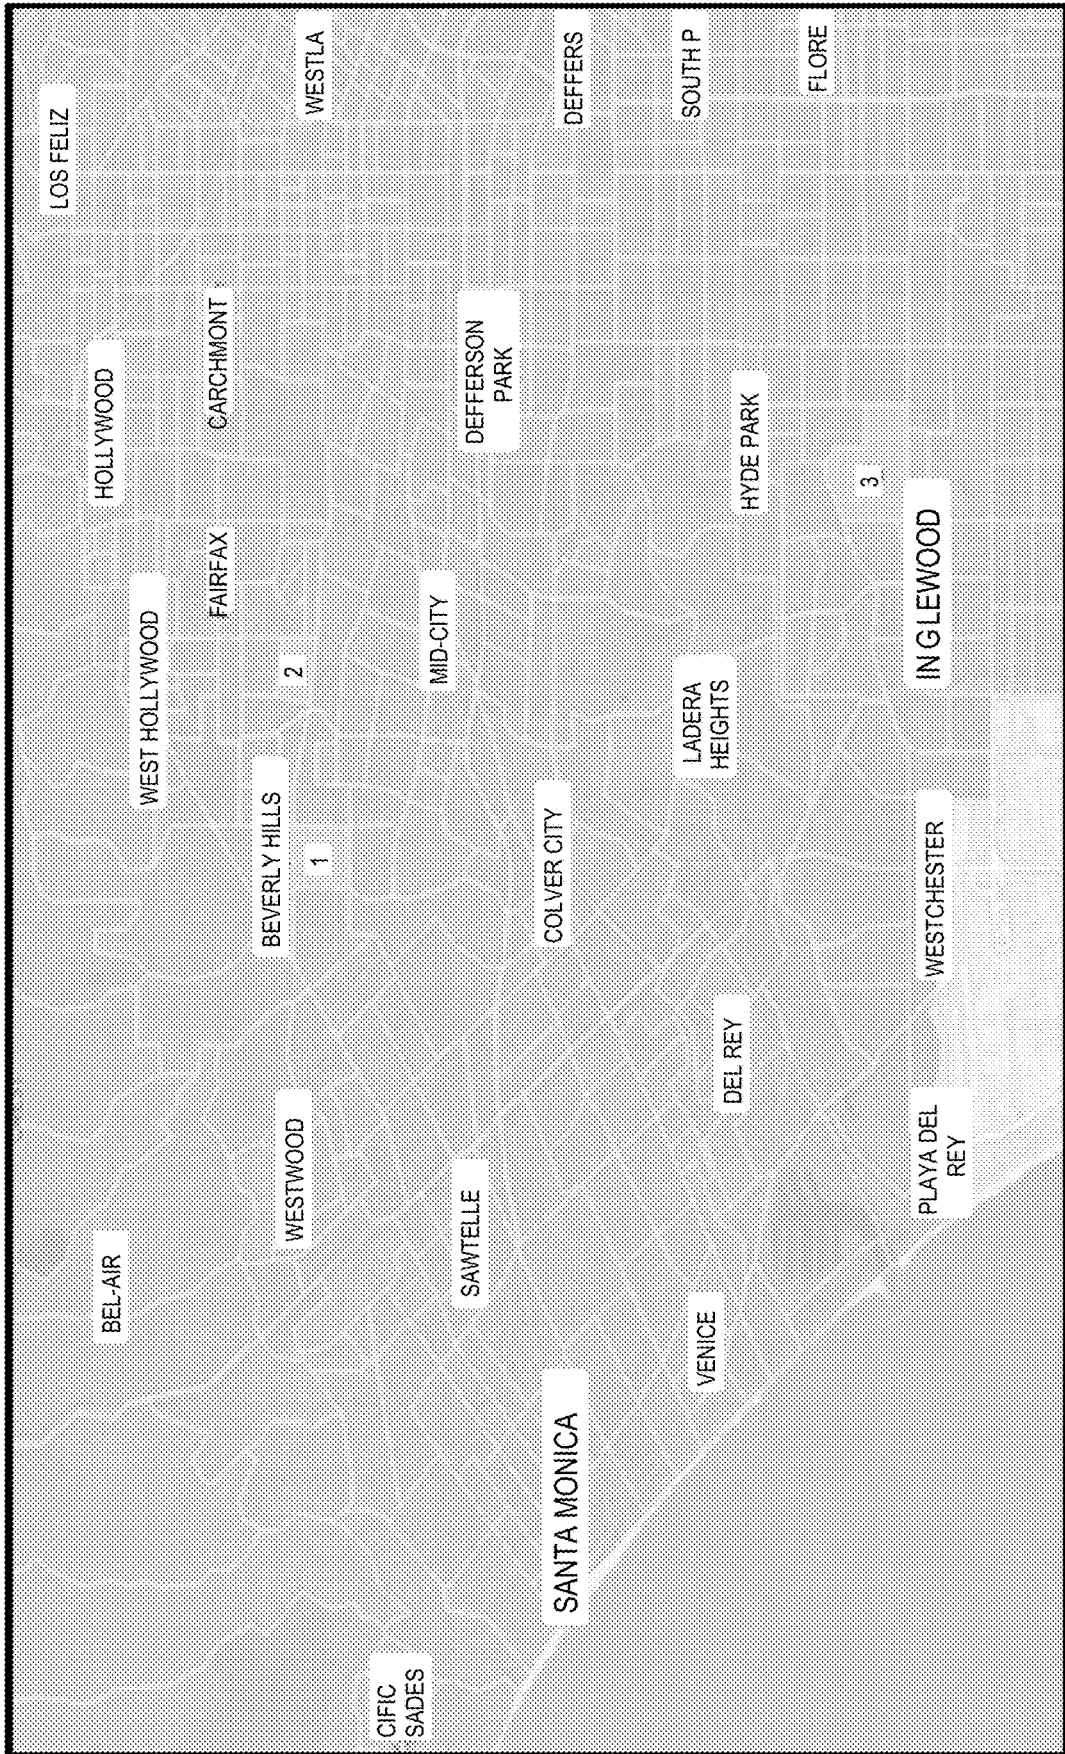 LOS FELIZ
HOLLYWOOD
BEL-AIR
WEST HOLLYWOOD
FAIRFAX
CARCHMONT
BEVERLY HILLS
WESTWOOD
2
WESTLA
1
CIFIC
SADES
MID-CITY
SAWTELLE
DEFFERSON
PARK
COLVER CITY
SANTA MONICA
DEFFERS
LADERA
HEIGHTS
SOUTH P
VENICE
DEL REY
HYDE PARK
FLORE
3
PLAYA DEL
REY
WESTCHESTER
INGLEWOOD